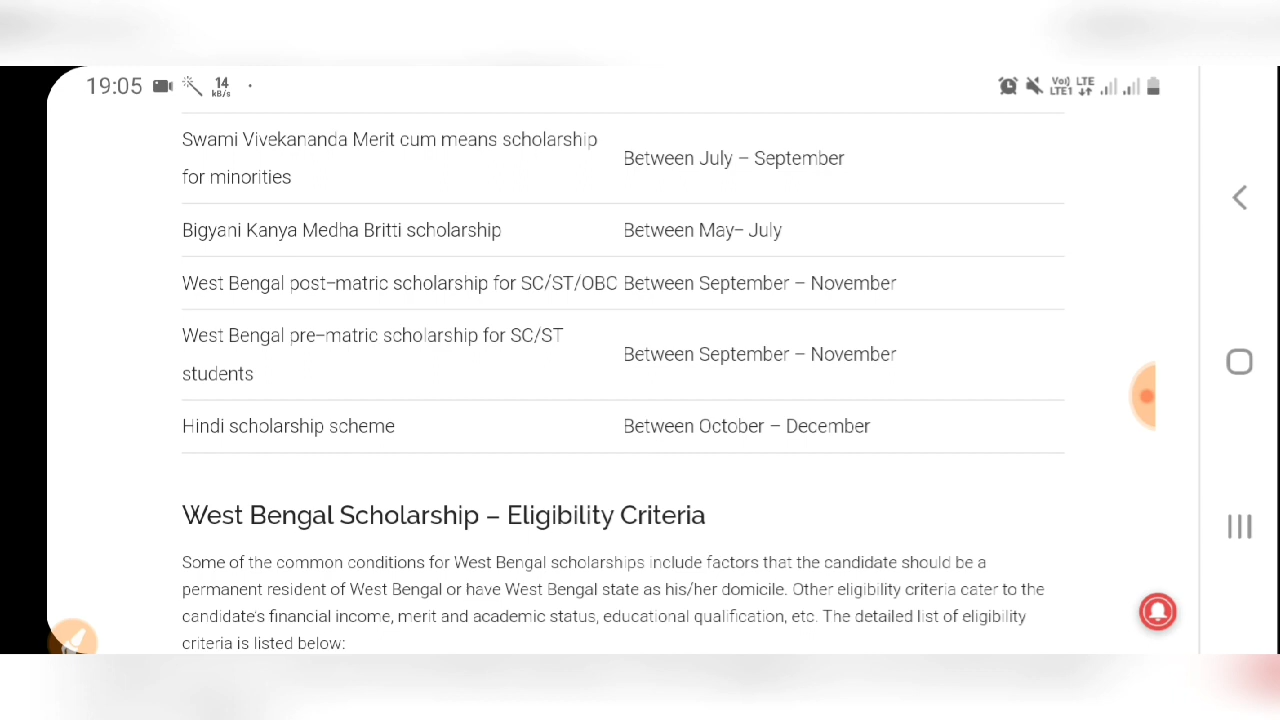 19:05 14 kB/s Vo) LTE1 LTE
Swami Vivekananda Merit cum means scholarship
for minorities
Between July – September
Bigyani Kanya Medha Britti scholarship Between May– July
West Bengal post-matric scholarship for SC/ST/OBC Between September – November
West Bengal pre-matric scholarship for SC/ST
students
Between September – November
Hindi scholarship scheme Between October – December
West Bengal Scholarship – Eligibility Criteria
Some of the common conditions for West Bengal scholarships include factors that the candidate should be a
permanent resident of West Bengal or have West Bengal state as his/her domicile. Other eligibility criteria cater to the
candidate's financial income, merit and academic status, educational qualification, etc. The detailed list of eligibility
criteria is listed below: